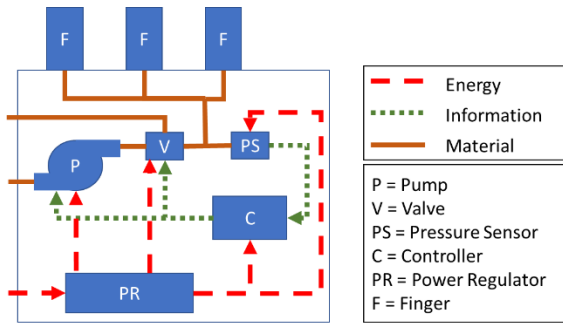 F F F
Energy
Information
Material
P V PS
C
PR
P = Pump
V = Valve
PS = Pressure Sensor
C = Controller
PR = Power Regulator
F = Finger